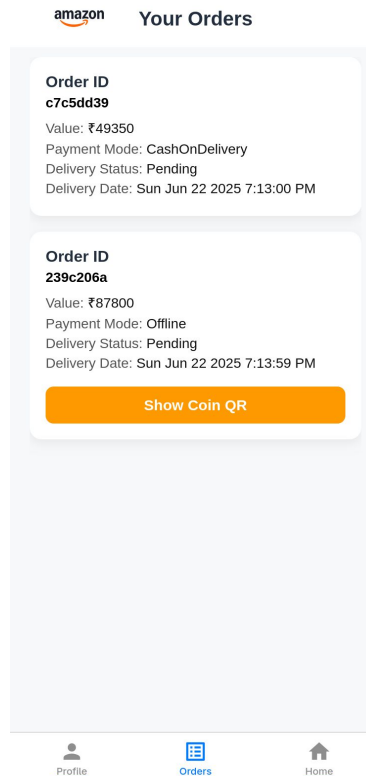 amazon
Your Orders
Order ID
c7c5dd39
Value: ₹49350
Payment Mode: CashOnDelivery
Delivery Status: Pending
Delivery Date: Sun Jun 22 2025 7:13:00 PM
Order ID
239c206a
Value: ₹87800
Payment Mode: Offline
Delivery Status: Pending
Delivery Date: Sun Jun 22 2025 7:13:59 PM
Show Coin QR
Profile
Orders
Home